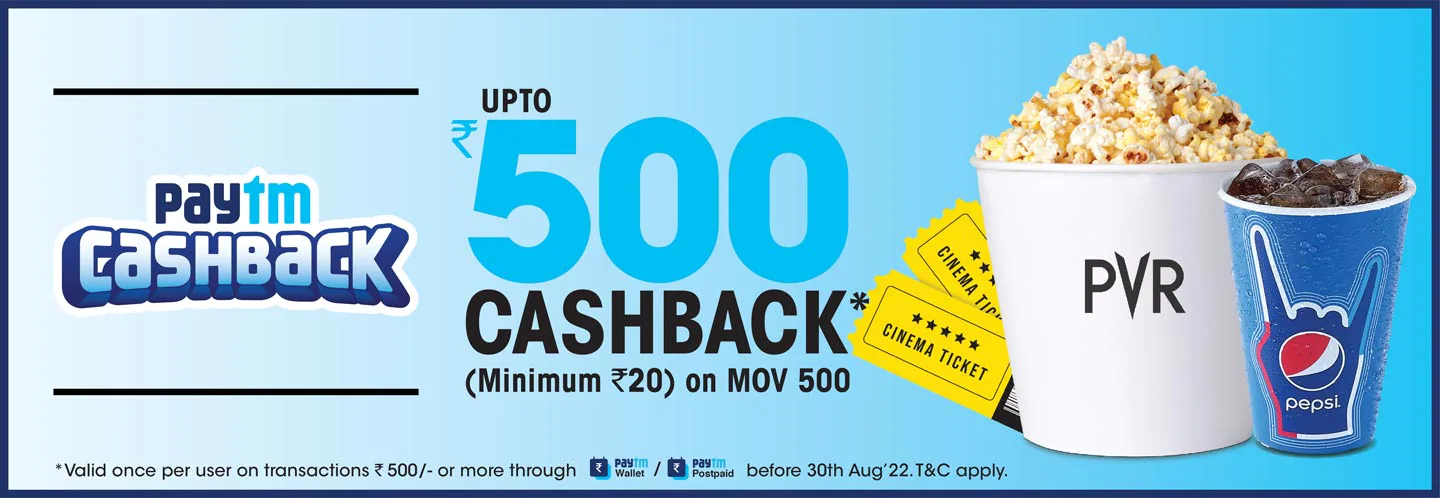 paytm
CASHBACK
UPTO
₹500
CASHBACK*
(Minimum ₹20) on MOV 500
CINEMA TICKET
CINEMA TICKET
PVR
pepsi.
*Valid once per user on transactions ₹ 500/- or more through ₹ paytm Wallet / ₹ paytm Postpaid before 30th Aug'22.T&C apply.